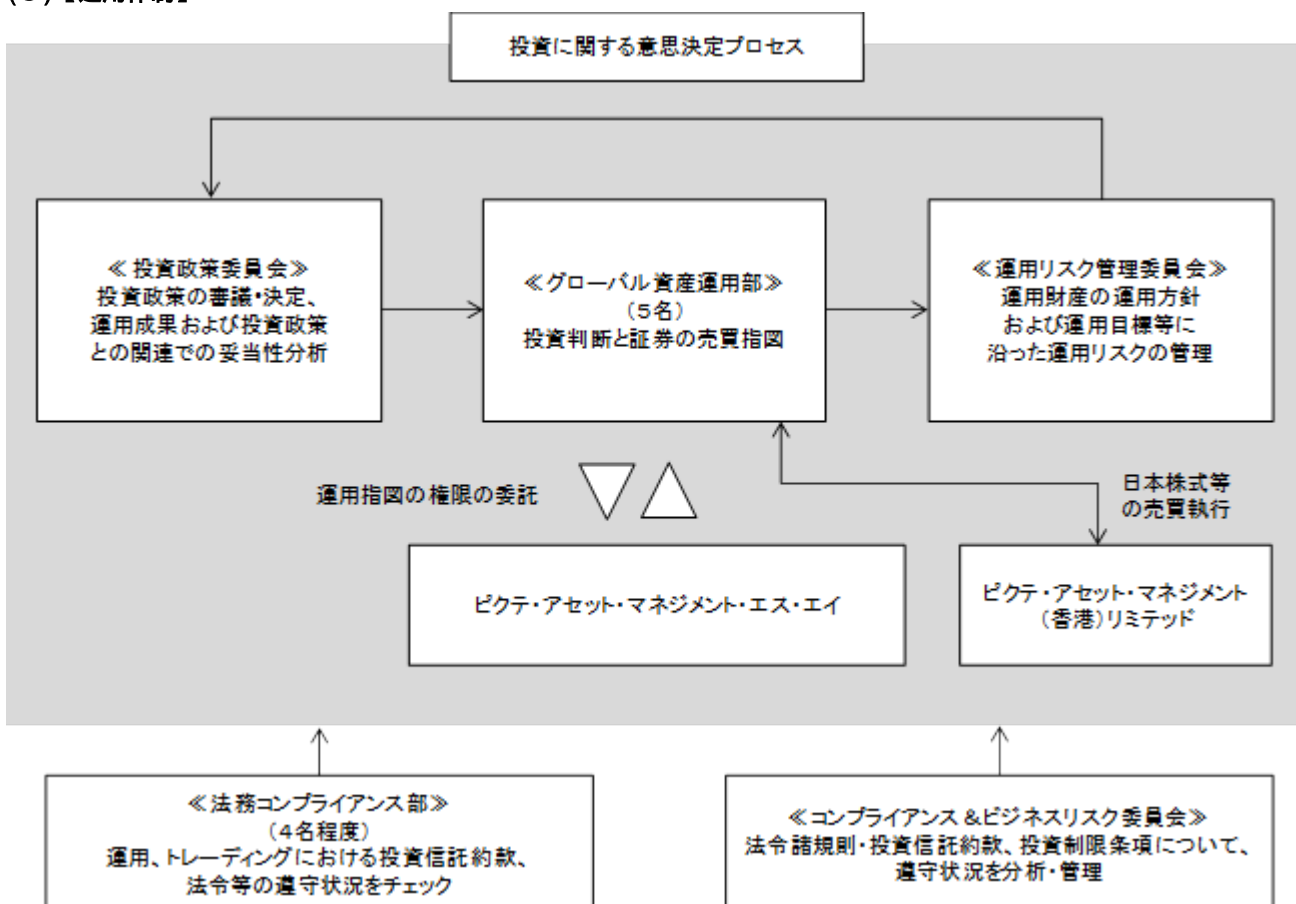 投資に関する意思決定プロセス
≪投資政策委員会≫
投資政策の審議・決定、
運用成果および投資政策
との関連での妥当性分析
≪グローバル資産運用部≫
(5名)
投資判断と証券の売買指図
≪運用リスク管理委員会≫
運用財産の運用方針
および運用目標等に
沿った運用リスクの管理
運用指図の権限の委託
日本株式等
の売買執行
ピクテ・アセット・マネジメント・エス・エイ
ピクテ・アセット・マネジメント
(香港)リミテッド
≪法務コンプライアンス部≫
(4名程度)
運用、トレーディングにおける投資信託約款、
法令等の遵守状況をチェック
≪コンプライアンス&ビジネスリスク委員会≫
法令諸規則・投資信託約款、投資制限条項について、
遵守状況を分析・管理